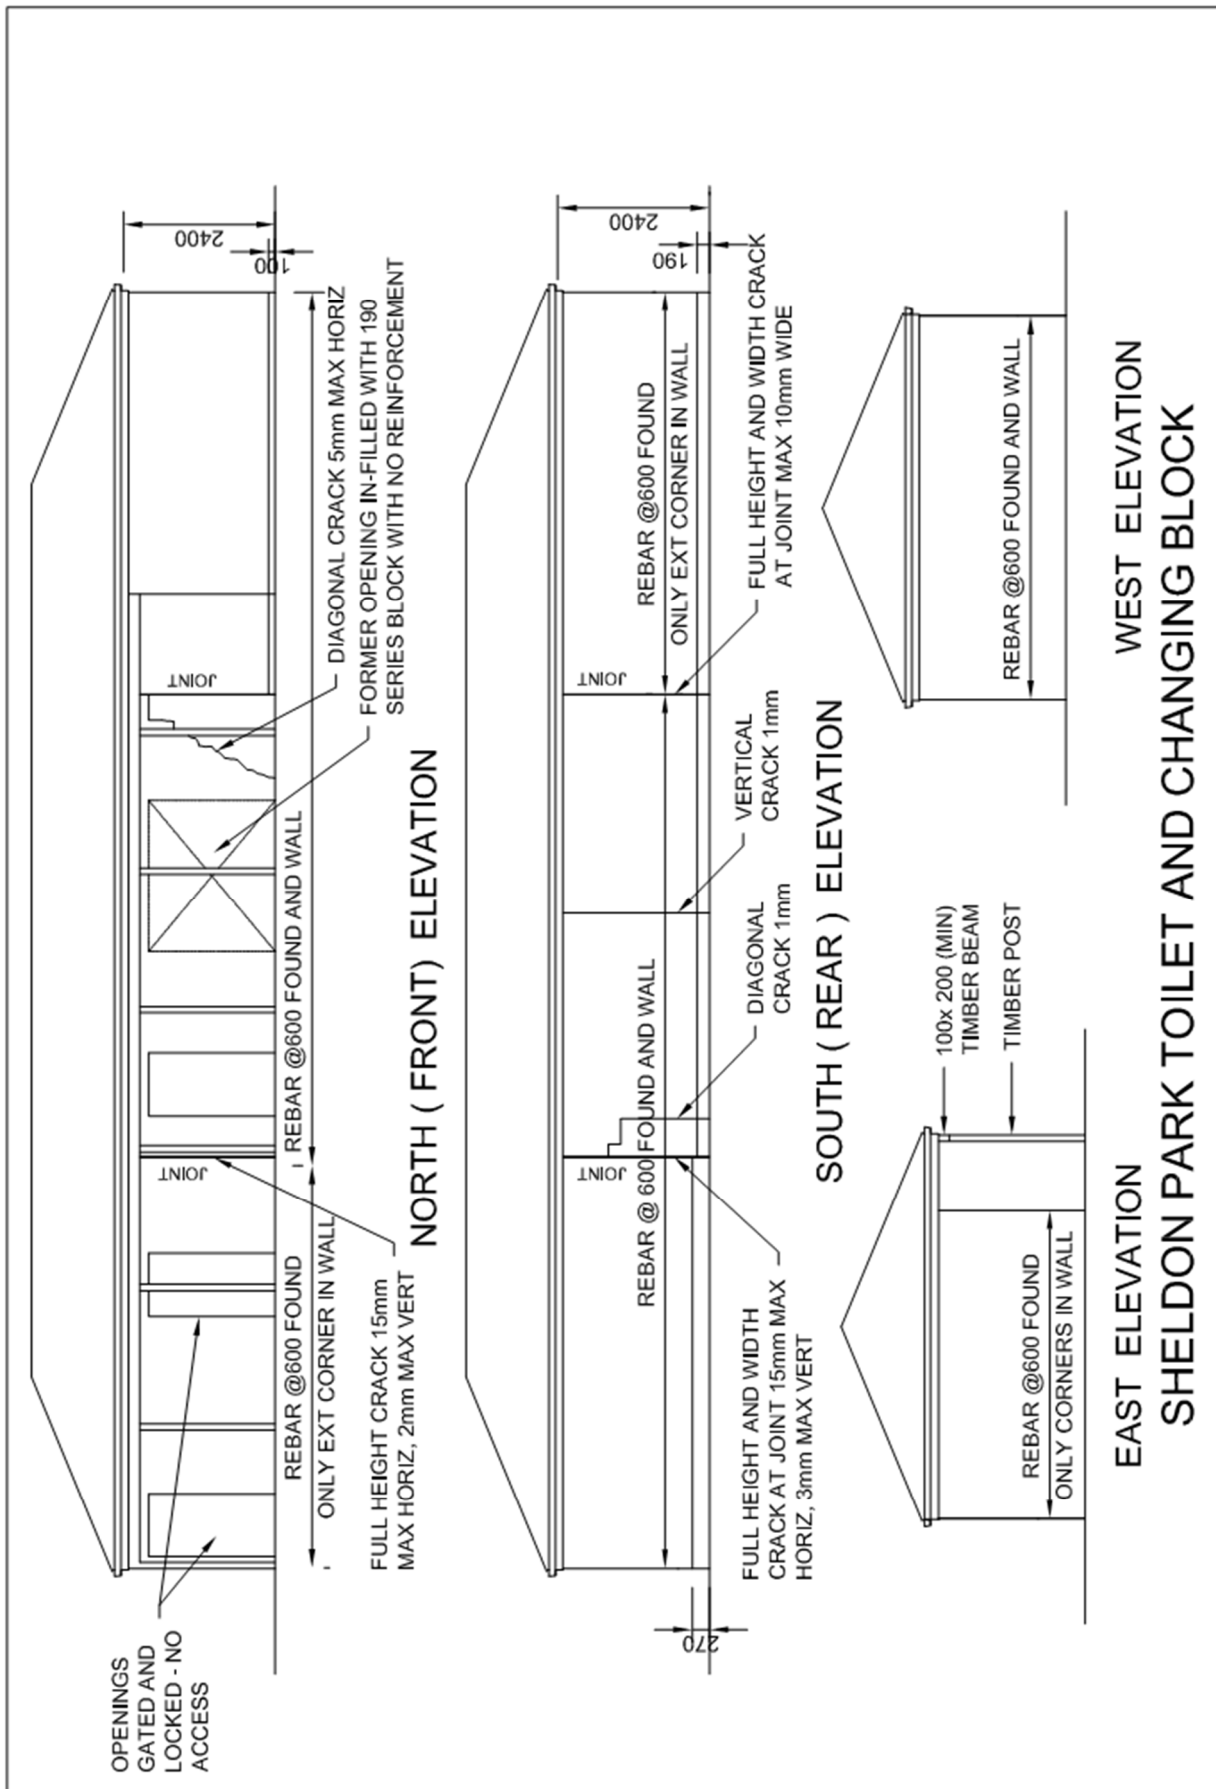 OPENINGS
GATED AND
LOCKED - NO
ACCESS
REBAR @600 FOUND
ONLY EXT CORNER IN WALL
JOINT
REBAR @600 FOUND AND WALL
JOINT
2400
100
FULL HEIGHT CRACK 15mm
MAX HORIZ, 2mm MAX VERT
DIAGONAL CRACK 5mm MAX HORIZ
FORMER OPENING IN-FILLED WITH 190
SERIES BLOCK WITH NO REINFORCEMENT
NORTH ( FRONT) ELEVATION
270
JOINT
REBAR @ 600 FOUND AND WALL
JOINT
REBAR @600 FOUND
ONLY EXT CORNER IN WALL
2400
190
FULL HEIGHT AND WIDTH
CRACK AT JOINT 15mm MAX
HORIZ, 3mm MAX VERT
DIAGONAL
CRACK 1mm
VERTICAL
CRACK 1mm
FULL HEIGHT AND WIDTH CRACK
AT JOINT MAX 10mm WIDE
SOUTH ( REAR ) ELEVATION
REBAR @600 FOUND
ONLY CORNERS IN WALL
100x 200 (MIN)
TIMBER BEAM
TIMBER POST
REBAR @600 FOUND AND WALL
EAST ELEVATION
WEST ELEVATION
SHELDON PARK TOILET AND CHANGING BLOCK